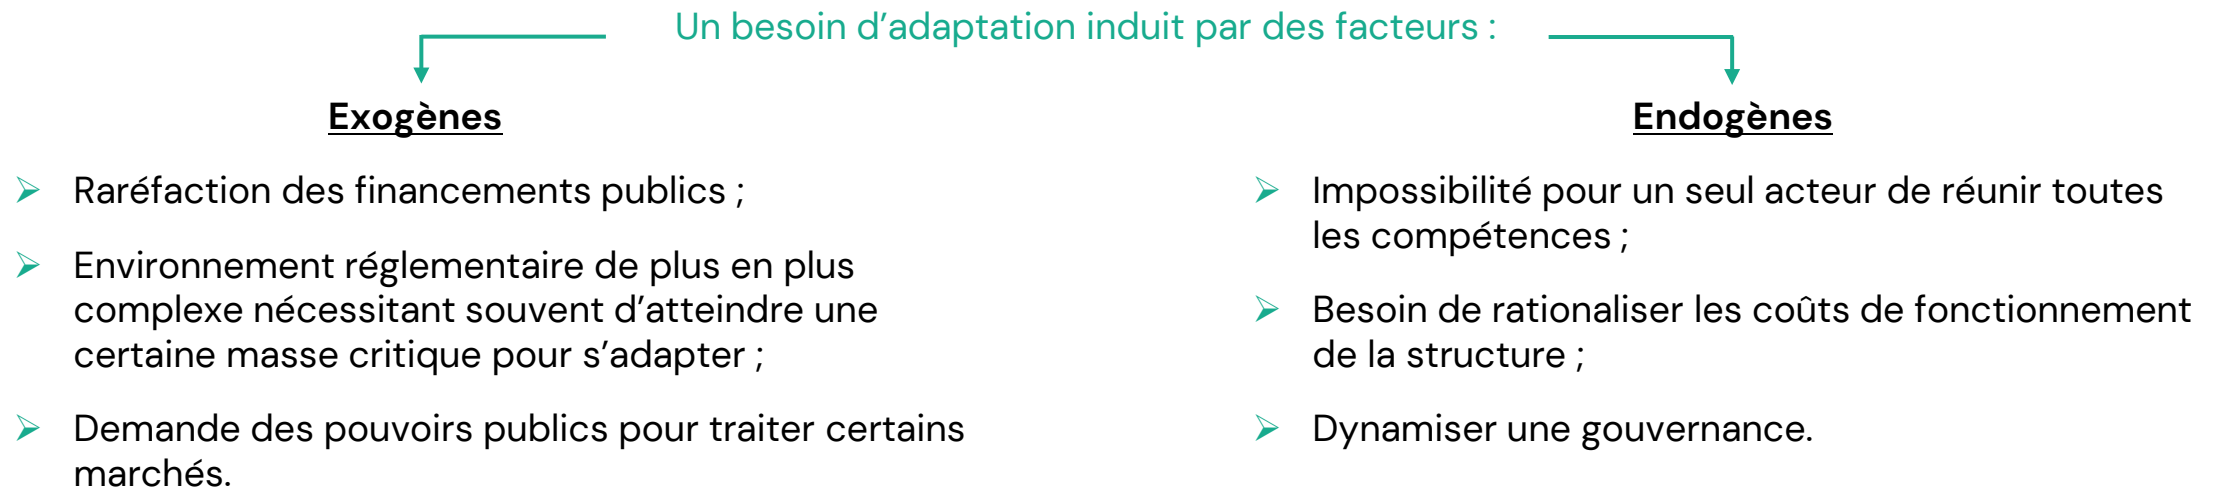 Un besoin d’adaptation induit par des facteurs :
Exogènes
Raréfaction des financements publics ;
Environnement réglementaire de plus en plus
complexe nécessitant souvent d’atteindre une
certaine masse critique pour s’adapter ;
Demande des pouvoirs publics pour traiter certains
marchés.
Endogènes
Impossibilité pour un seul acteur de réunir toutes
les compétences ;
Besoin de rationaliser les coûts de fonctionnement
de la structure ;
Dynamiser une gouvernance.